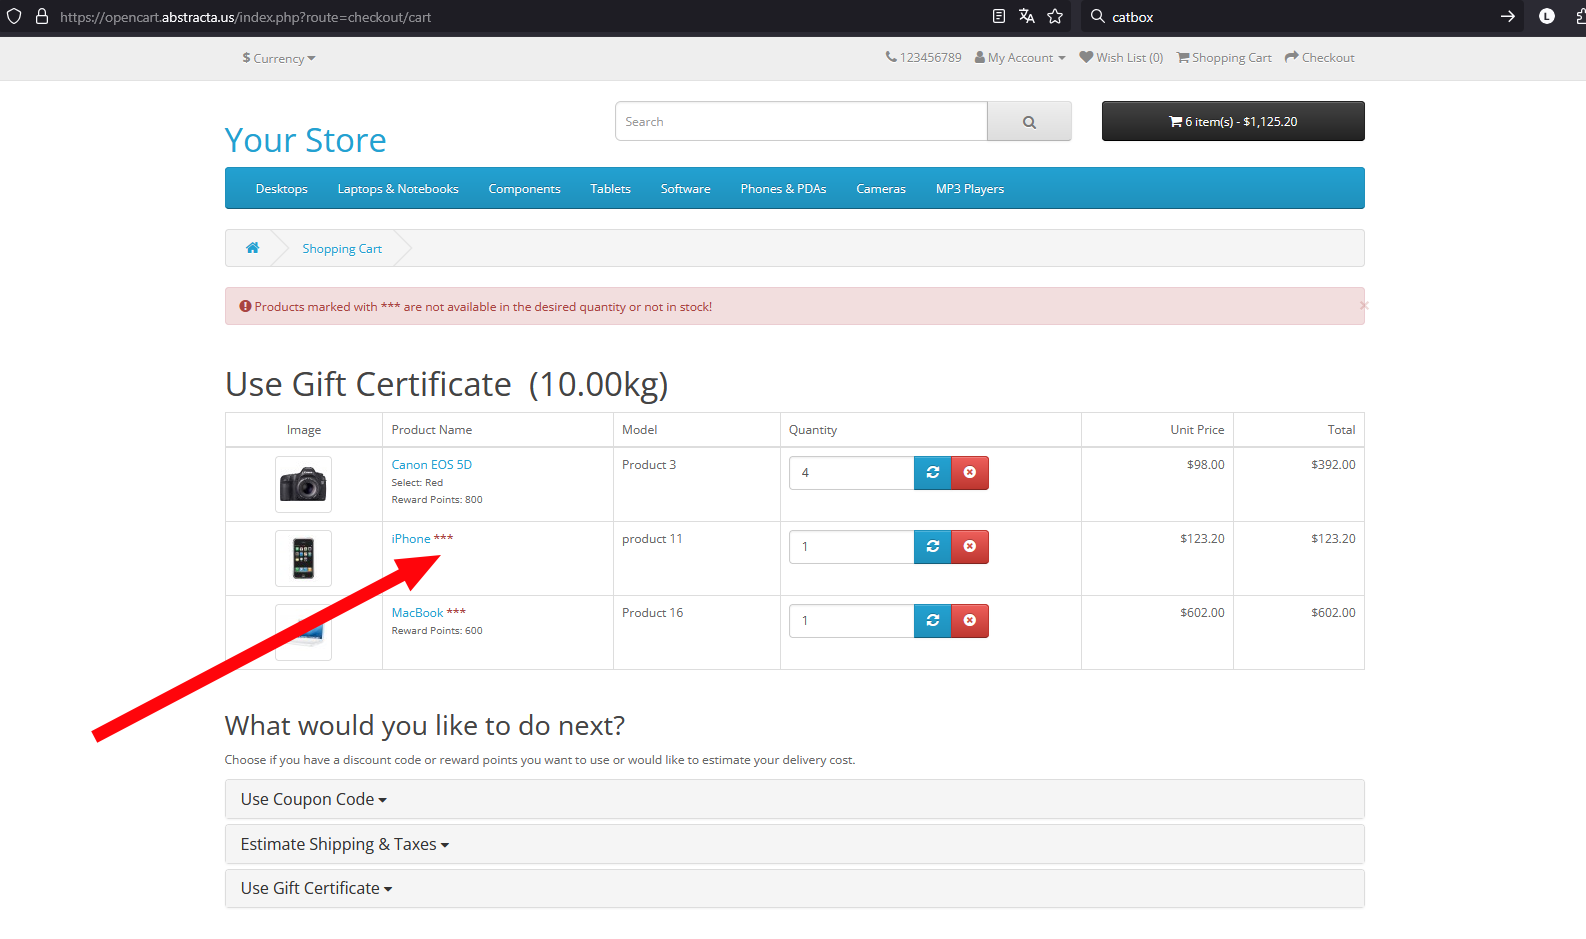 https://opencart.abstracta.us/index.php?route=checkout/cart
catbox
L
$ Currency
123456789 My Account Wish List (0) Shopping Cart Checkout
Your Store
Search
6 item(s) - $1,125.20
Desktops Laptops & Notebooks Components Tablets Software Phones & PDAs Cameras MP3 Players
Shopping Cart
Products marked with *** are not available in the desired quantity or not in stock!
×
Use Gift Certificate (10.00kg)
Image Product Name Model Quantity Unit Price Total
Canon EOS 5D Product 3 4 $98.00 $392.00
Select: Red
Reward Points: 800
iPhone *** product 11 1 $123.20 $123.20
MacBook *** Product 16 1 $602.00 $602.00
Reward Points: 600
What would you like to do next?
Choose if you have a discount code or reward points you want to use or would like to estimate your delivery cost.
Use Coupon Code
Estimate Shipping & Taxes
Use Gift Certificate